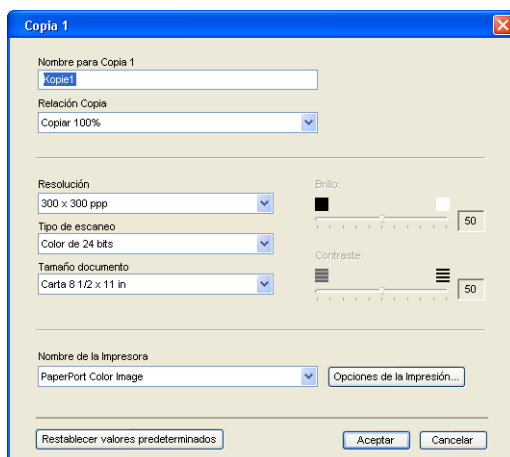 Copia 1
Nombre para Copia 1
Kopie1
Relación Copia
Copiar 100%
Resolución
300 x 300 ppp
Tipo de escaneo
Color de 24 bits
Tamaño documento
Carta 8 1/2 x 11 in
Brillo:
50
Contraste:
50
Nombre de la Impresora
PaperPort Color Image
Opciones de la Impresión...
Restablecer valores predeterminados
Aceptar
Cancelar